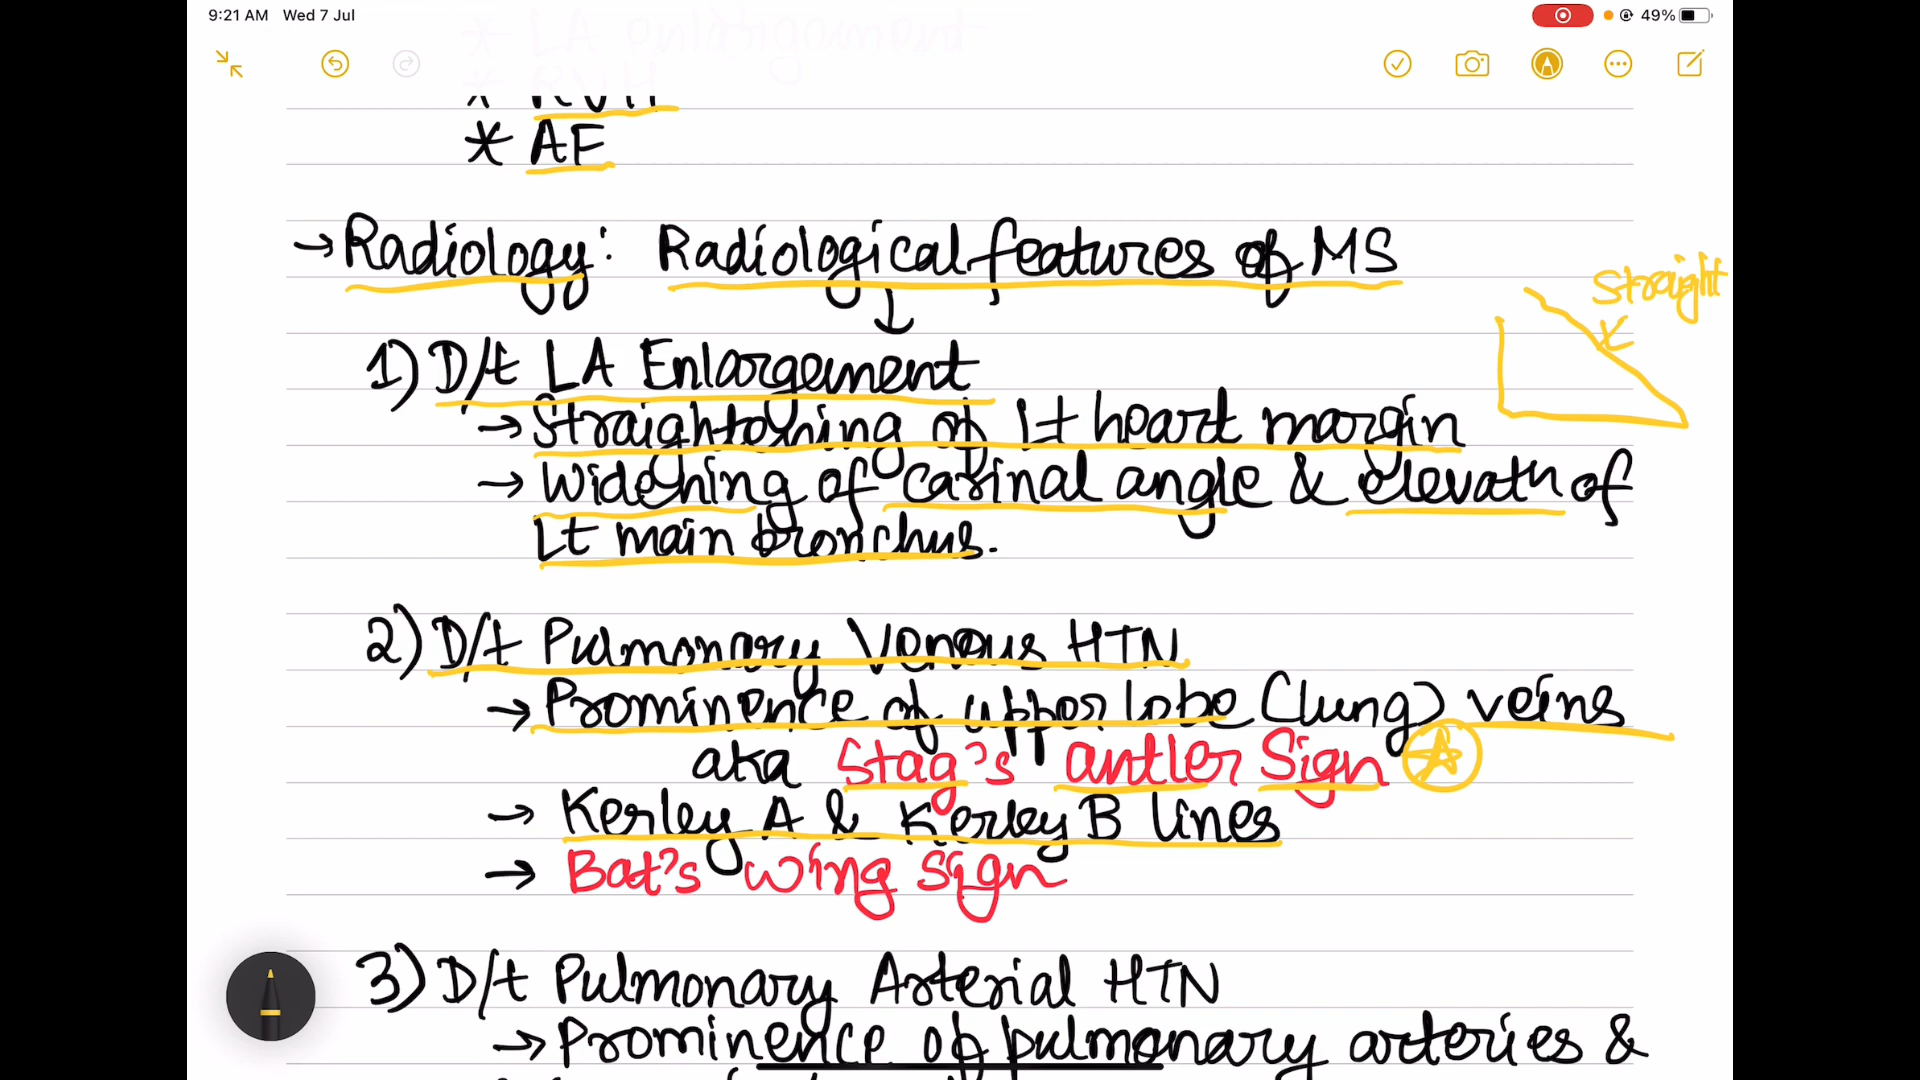 9:21 AM Wed 7 Jul
49%
* LA enlargement
* RVH
* AF
→ Radiology: Radiological features of MS
Straight
↓
1) D/t LA Enlargement
→ Straightening of Lt heart margin
→ Widening of carinal angle & elevatn of
Lt main bronchus.
2) D/t Pulmonary Venous HTN
→ Prominence of upper lobe (lung) veins
aka Stag's antler Sign
→ Kerley A & Kerley B lines
→ Bat's wing sign
3) D/t Pulmonary Arterial HTN
→ Prominence of pulmonary arteries &